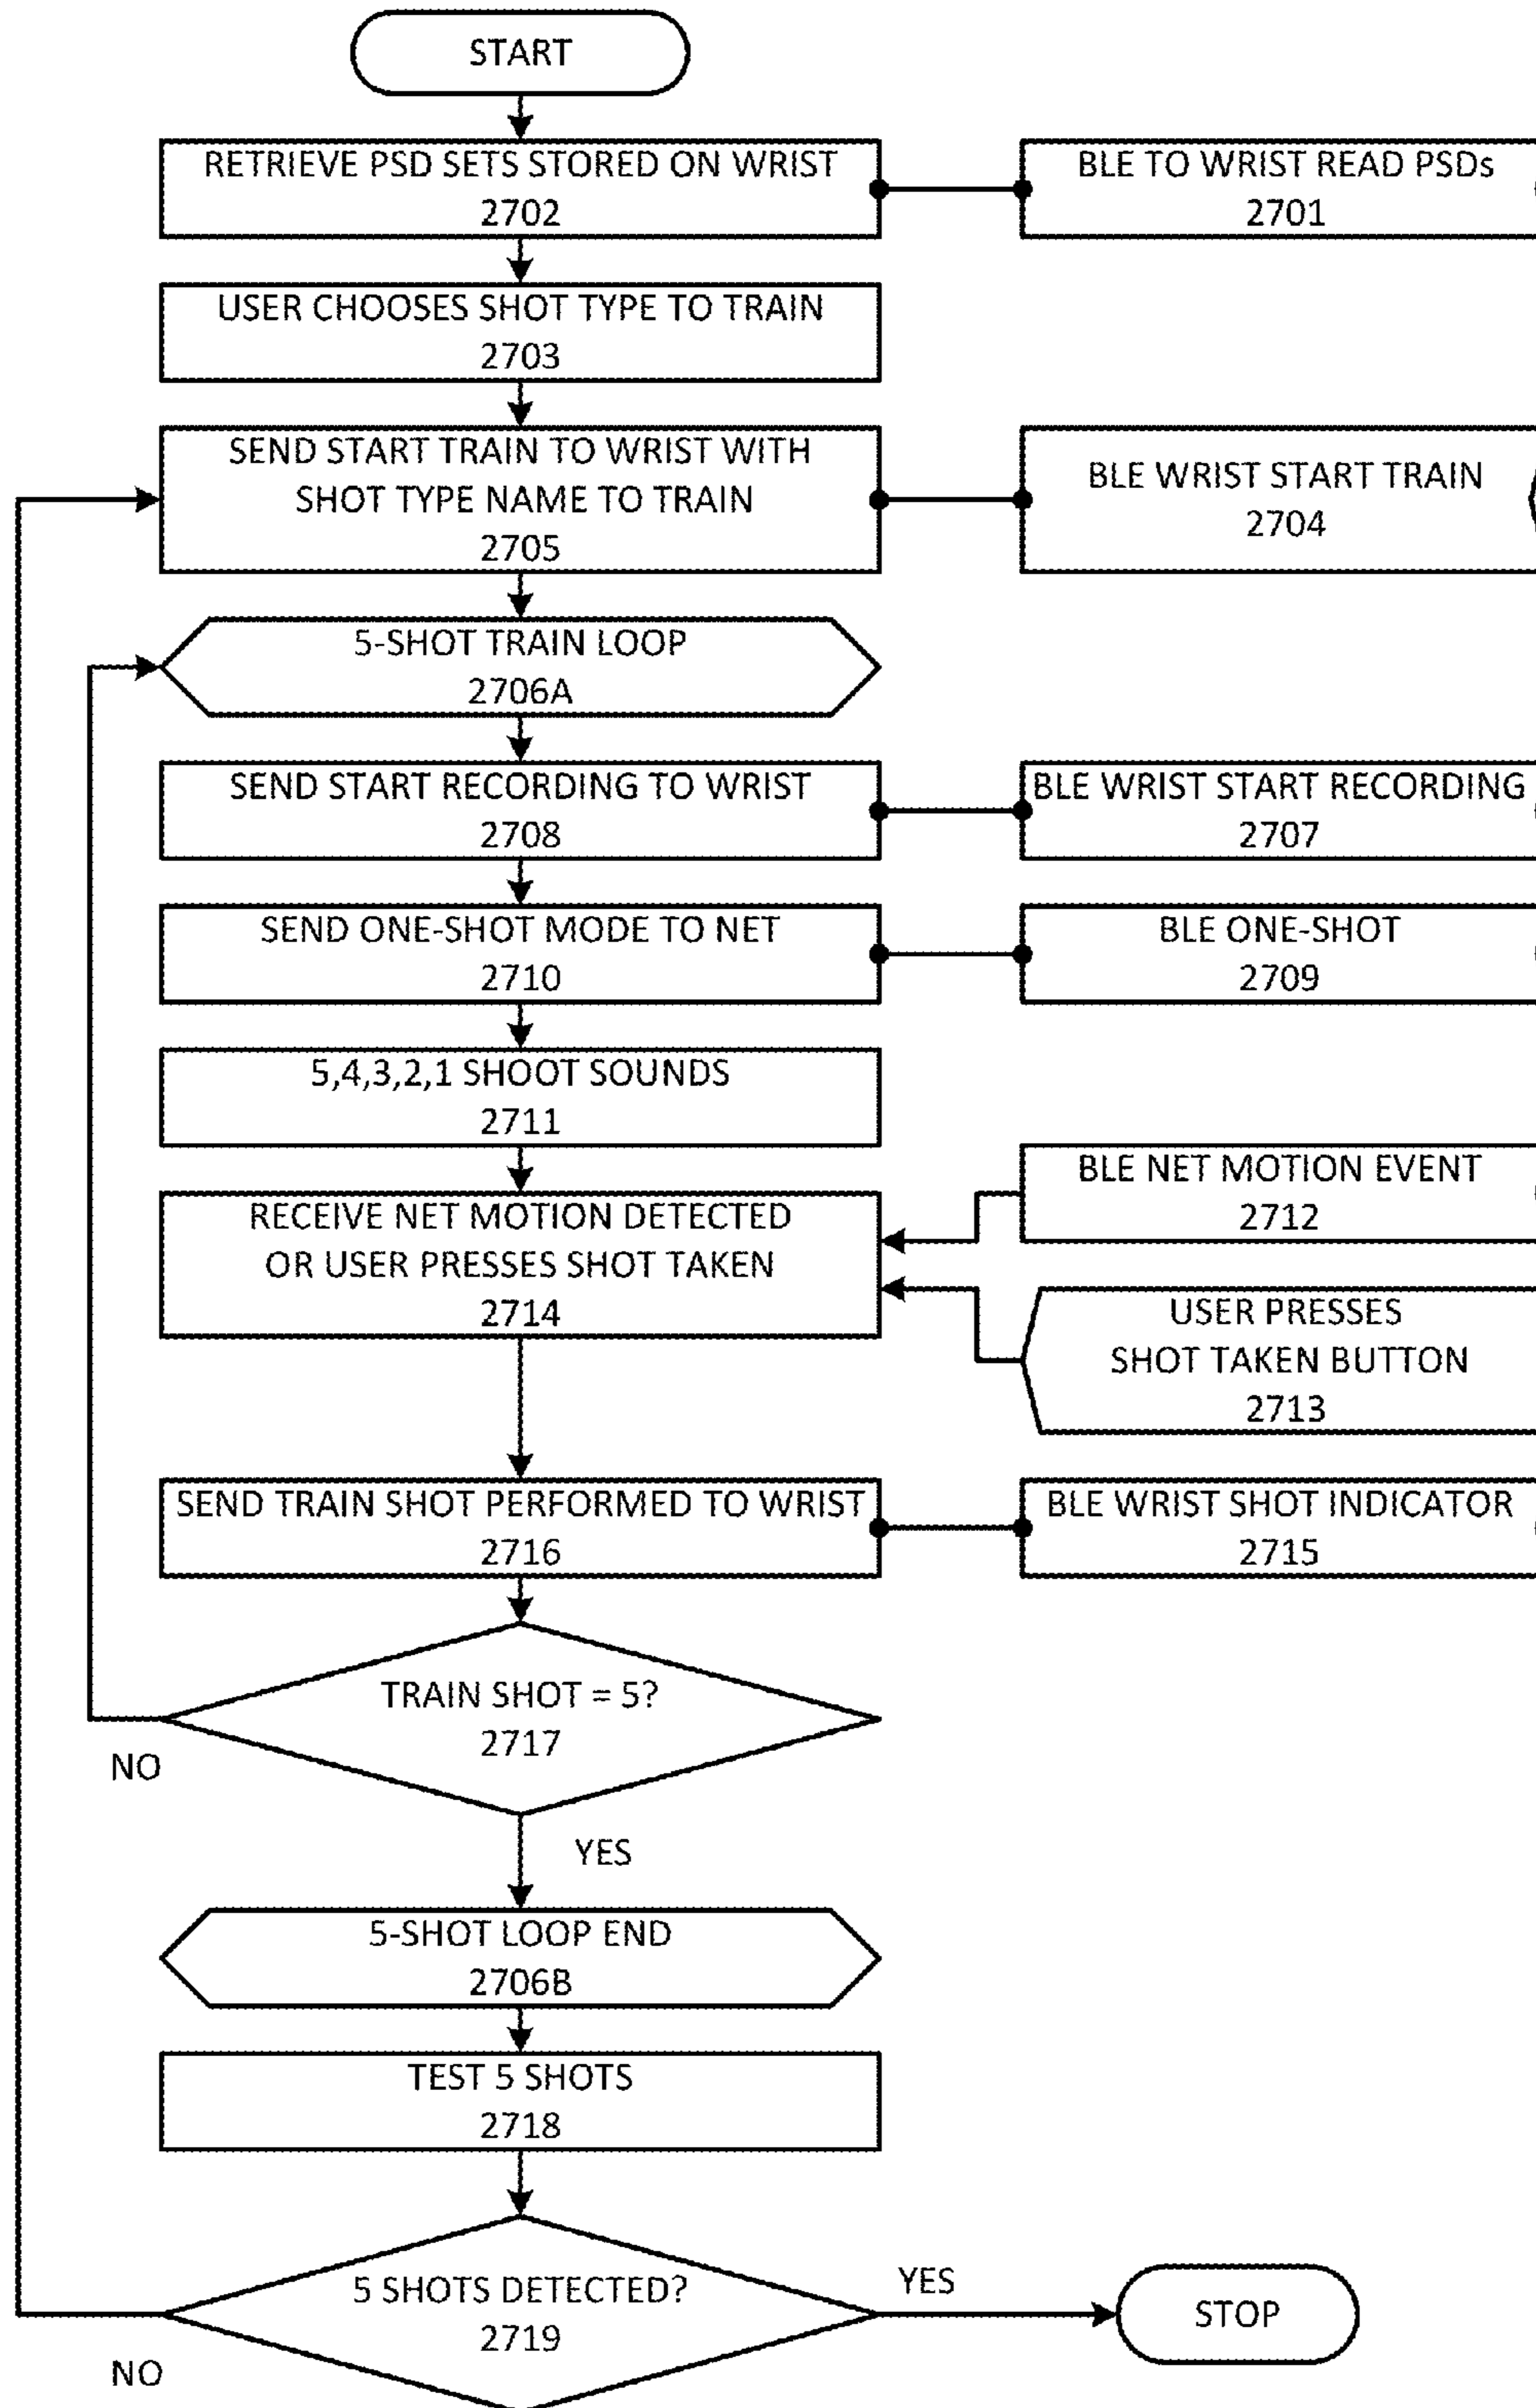 START
RETRIEVE PSD SETS STORED ON WRIST
2702
BLE TO WRIST READ PSDs
2701
USER CHOOSES SHOT TYPE TO TRAIN
2703
SEND START TRAIN TO WRIST WITH
SHOT TYPE NAME TO TRAIN
2705
BLE WRIST START TRAIN
2704
5-SHOT TRAIN LOOP
2706A
SEND START RECORDING TO WRIST
2708
BLE WRIST START RECORDING
2707
SEND ONE-SHOT MODE TO NET
2710
BLE ONE-SHOT
2709
5,4,3,2,1 SHOOT SOUNDS
2711
BLE NET MOTION EVENT
2712
RECEIVE NET MOTION DETECTED
OR USER PRESSES SHOT TAKEN
2714
USER PRESSES
SHOT TAKEN BUTTON
2713
SEND TRAIN SHOT PERFORMED TO WRIST
2716
BLE WRIST SHOT INDICATOR
2715
TRAIN SHOT = 5?
2717
NO
YES
5-SHOT LOOP END
2706B
TEST 5 SHOTS
2718
5 SHOTS DETECTED?
2719
YES
STOP
NO